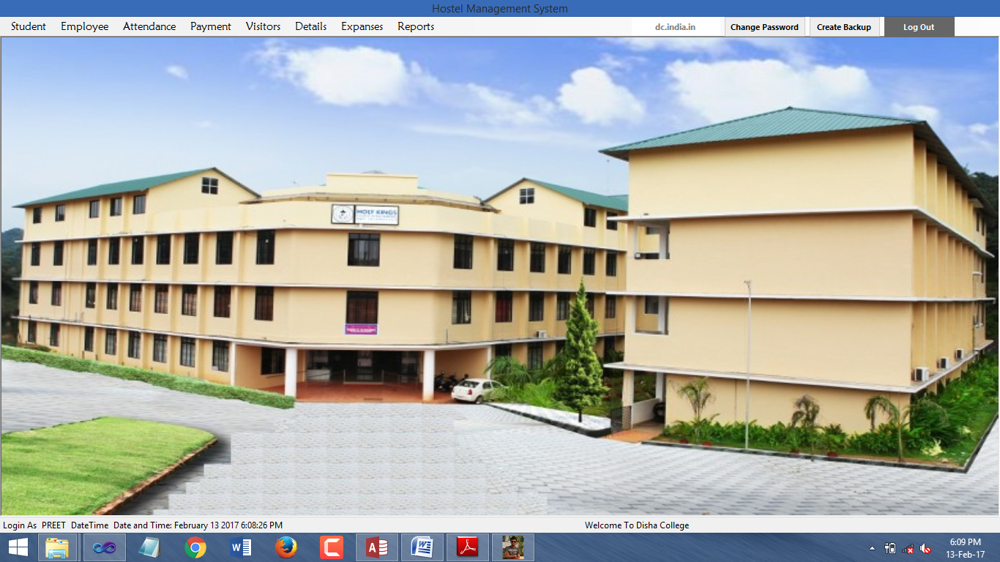 Hostel Management System
Student Employee Attendance Payment Visitors Details Expanses Reports dc.india.in Change Password Create Backup Log Out
HOLY KINGS
Login As PREET DateTime Date and Time: February 13 2017 6:08:26 PM Welcome To Disha College
6:09 PM
13-Feb-17